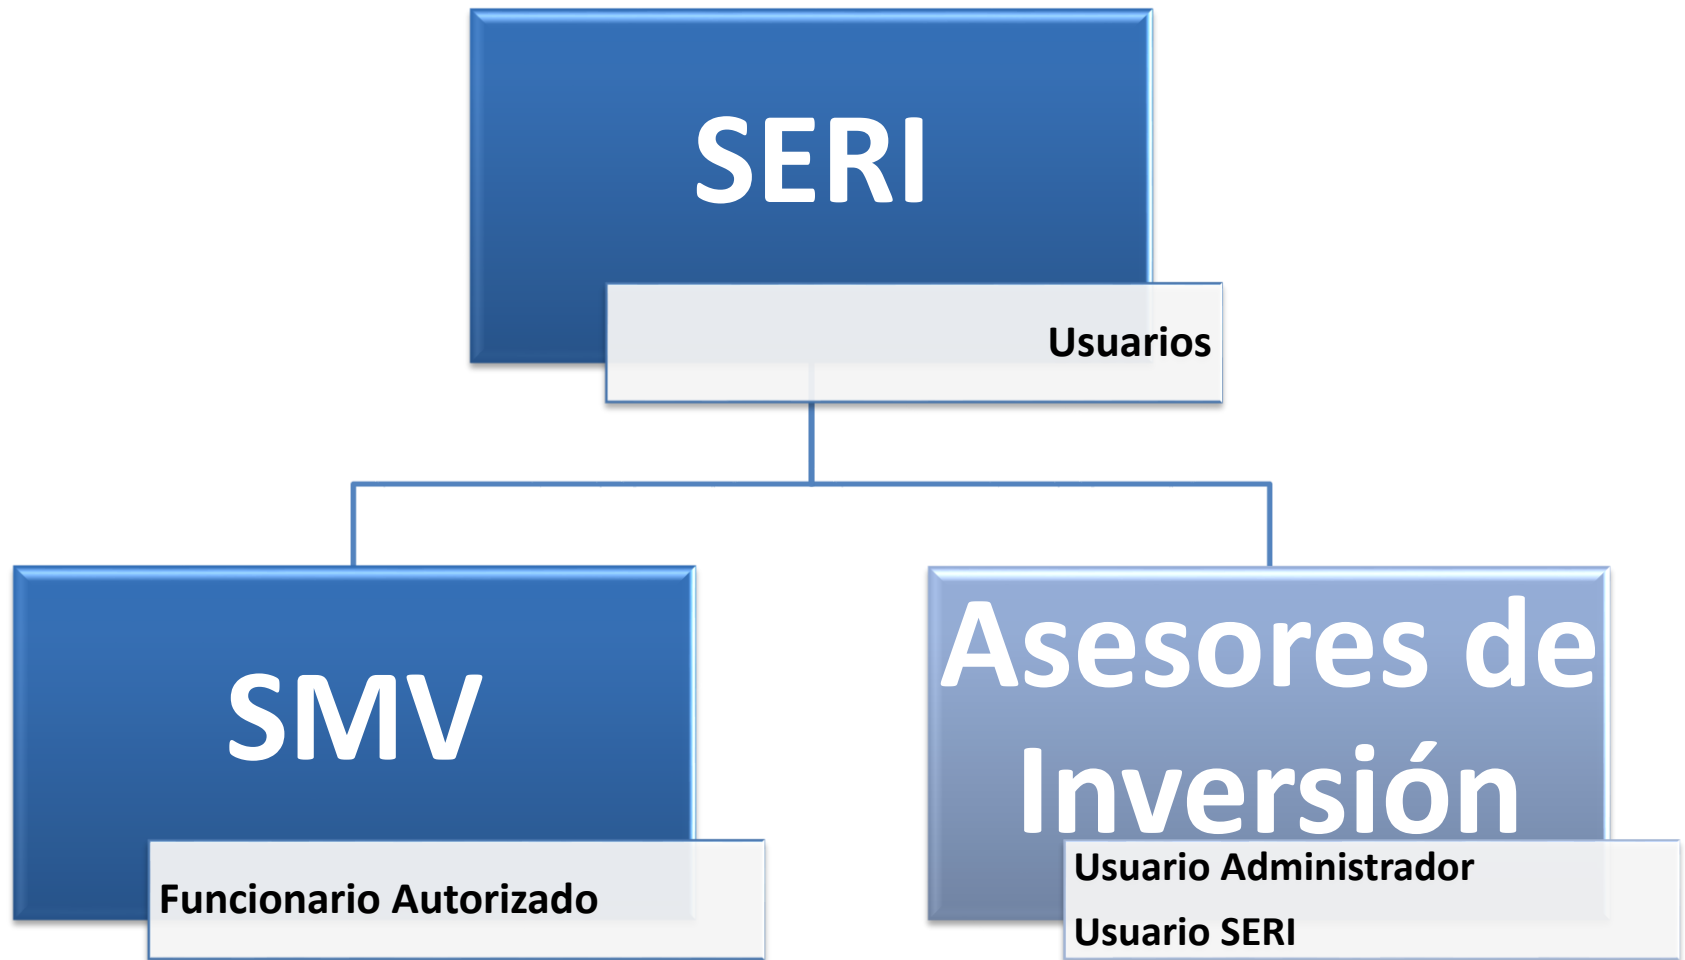 SERI
Usuarios
SMV
Funcionario Autorizado
Asesores de
Inversión
Usuario Administrador
Usuario SERI